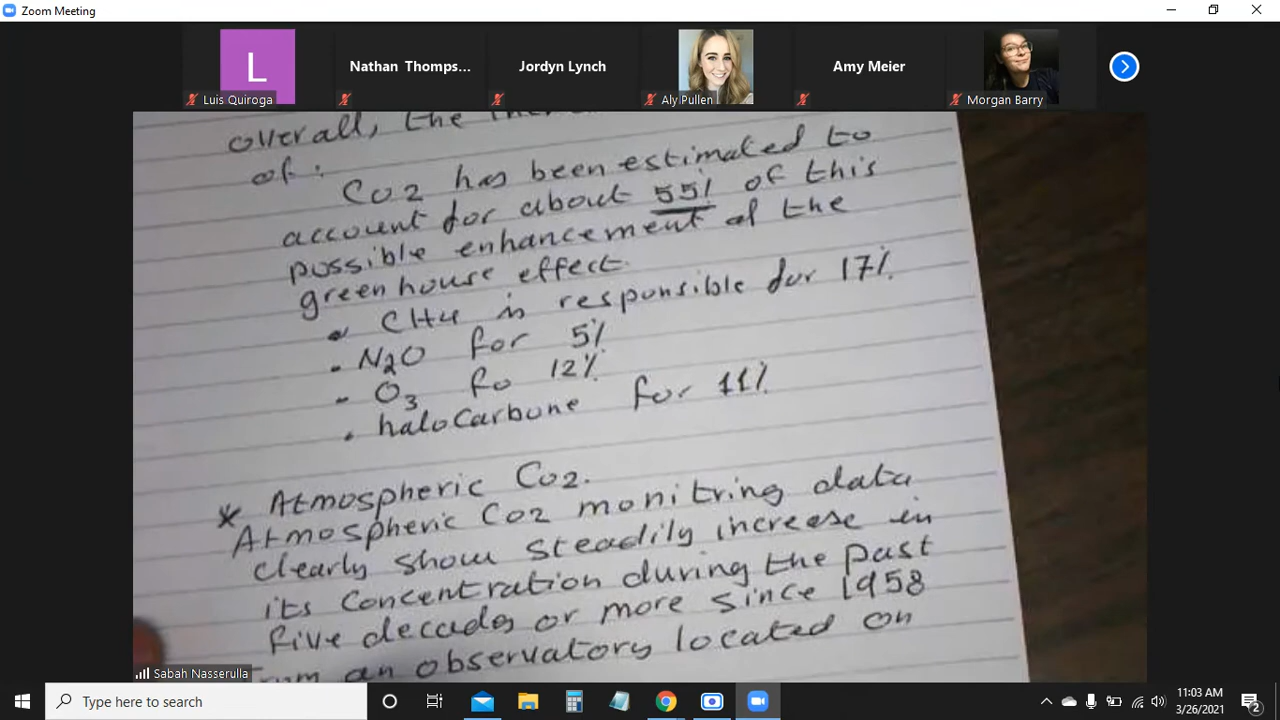 Zoom Meeting
L
Luis Quiroga
Nathan Thomps...
Jordyn Lynch
Aly Pullen
Amy Meier
Morgan Barry
overall, the
of:
Co2 has been estimated to
account for about 55% of this
possible enhancement of the
greenhouse effect.
• CH4 is responsible for 17%.
• N2O for 5%
- O3 fo 12%.
• halocarbone for 11%
* Atmospheric Co2.
Atmospheric Co2 monitring data
clearly show steadily increase in
its concentration during the past
five decades or more since 1958
an observatory located on
Sabah Nasserulla
Type here to search
11:03 AM
3/26/2021
2